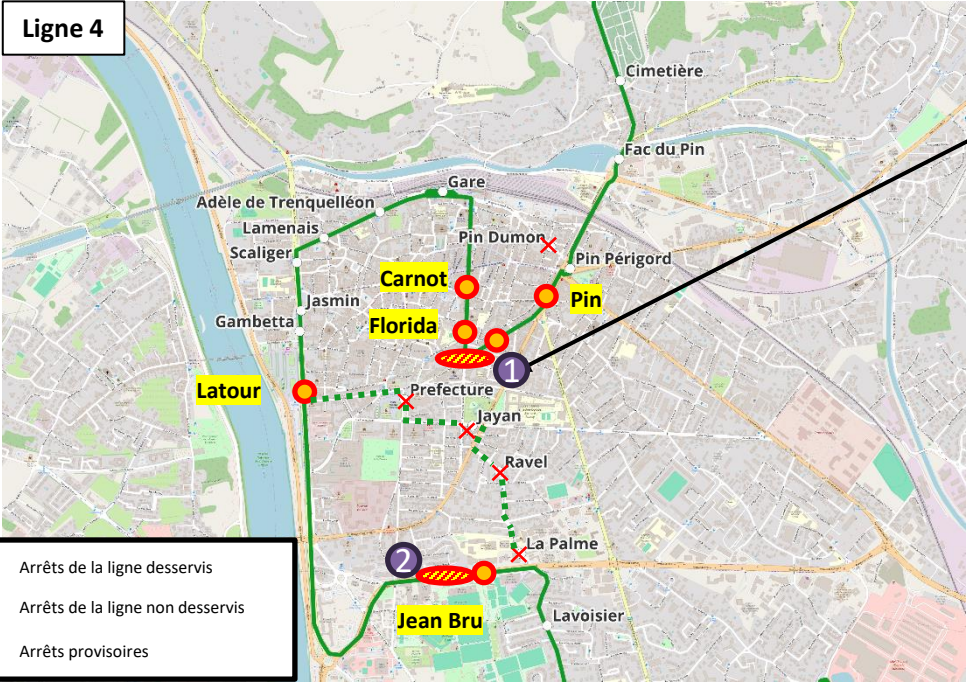 Ligne 4
Cimetière
Fac du Pin
Gare
Adèle de Trenquelléon
Lamenais
Pin Dumon
Scaliger
Pin Périgord
Carnot
Jasmin
Pin
Gambetta
Florida
1
Latour
Prefecture
Jayan
Ravel
La Palme
2
Arrêts de la ligne desservis
Arrêts de la ligne non desservis
Jean Bru
Lavoisier
Arrêts provisoires